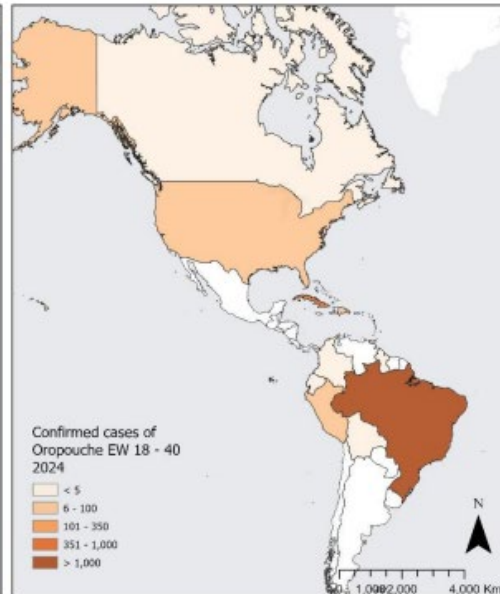 Confirmed cases of
Oropouche EW 18 - 40
2024
< 5
6 - 100
101 - 350
351 - 1,000
> 1,000
N
4,000 Km